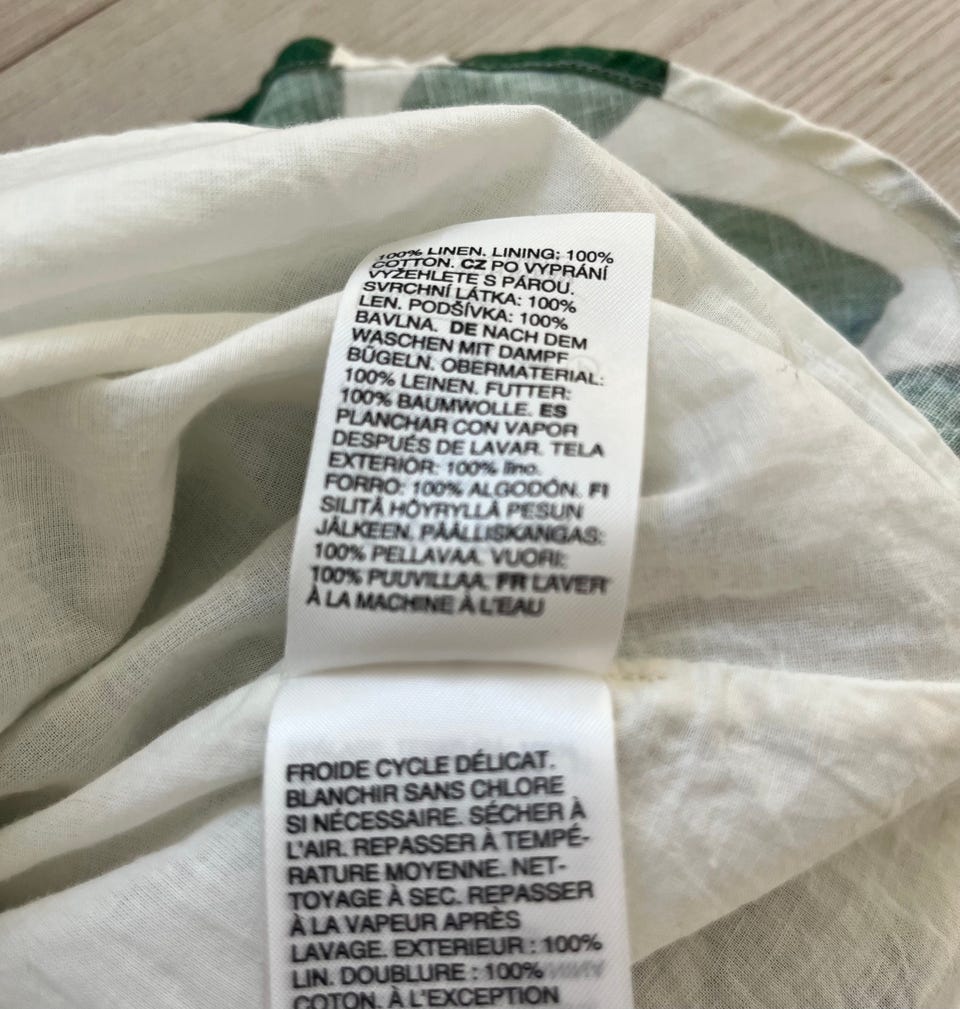 100% LINEN. LINING: 100%
COTTON. CZ PO VYPRÁNÍ
VYŽEHLETE S PÁROU.
SVRCHNÍ LÁTKA: 100%
LEN. PODŠÍVKA: 100%
BAVLNA. DE NACH DEM
WASCHEN MIT DAMPF
BÜGELN. OBERMATERIAL:
100% LEINEN. FUTTER:
100% BAUMWOLLE. ES
PLANCHAR CON VAPOR
DESPUÉS DE LAVAR. TELA
EXTERIOR: 100% lino.
FORRO: 100% ALGODÓN. FI
SILITÄ HÖYRYLLÄ PESUN
JÄLKEEN. PÄÄLLISKANGAS:
100% PELLAVAA. VUORI:
100% PUUVILLAA. FR LAVER
À LA MACHINE À L'EAU
FROIDE CYCLE DÉLICAT.
BLANCHIR SANS CHLORE
SI NÉCESSAIRE. SÉCHER À
L'AIR. REPASSER À TEMPÉ-
RATURE MOYENNE. NET-
TOYAGE À SEC. REPASSER
À LA VAPEUR APRÈS
LAVAGE. EXTERIEUR : 100%
LIN. DOUBLURE : 100%
COTON. À L'EXCEPTION